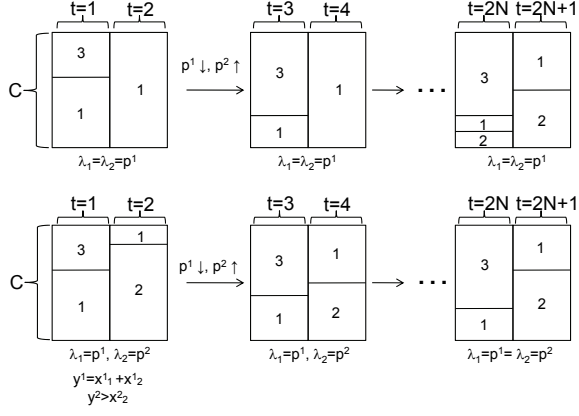 t=1 t=2 t=3 t=4 t=2N t=2N+1
C
3 1 1
p¹ ↓, p² ↑
3 1 1
. . .
3 1 2 1 2
λ₁=λ₂=p¹ λ₁=λ₂=p¹ λ₁=λ₂=p¹
t=1 t=2 t=3 t=4 t=2N t=2N+1
C
3 1 1 2
p¹ ↓, p² ↑
3 1 1 2
. . .
3 1 1 2
λ₁=p¹, λ₂=p² λ₁=p¹, λ₂=p² λ₁=p¹= λ₂=p²
y¹=x¹₁ +x¹₂
y²>x²₂